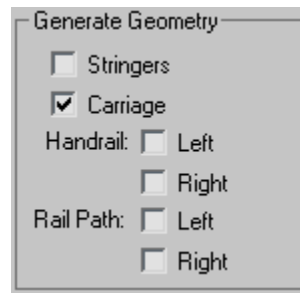 Generate Geometry
Stringers
Carriage
Handrail: Left
Right
Rail Path: Left
Right